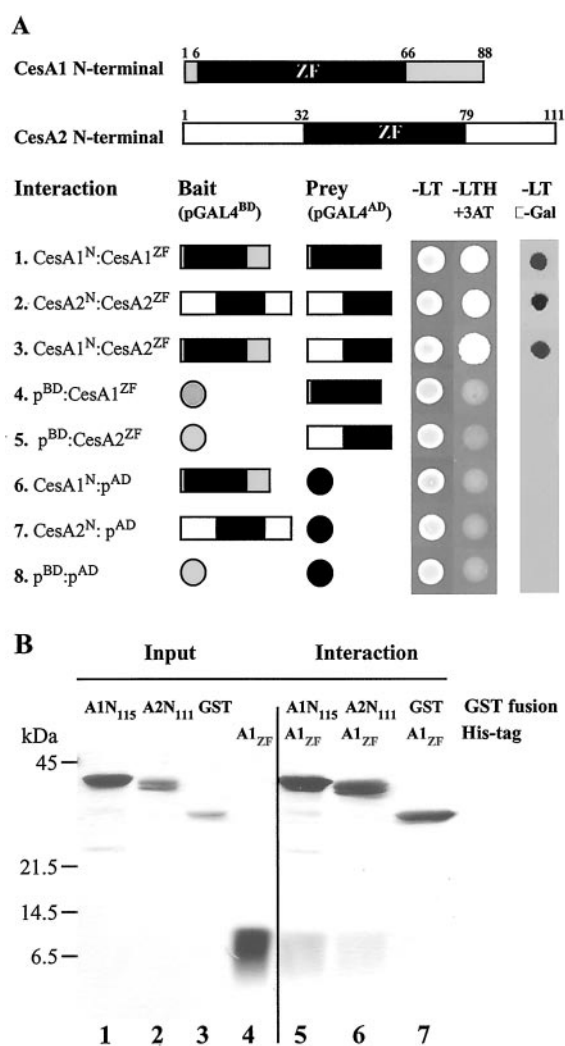 A
1 6 66 88
CesA1 N-terminal ZF
1 32 79 111
CesA2 N-terminal ZF
Interaction Bait Prey -LT -LTH -LT
(pGAL4BD) (pGAL4AD) +3AT □-Gal
1. CesA1N:CesA1ZF
2. CesA2N:CesA2ZF
3. CesA1N:CesA2ZF
4. pBD:CesA1ZF
5. pBD:CesA2ZF
6. CesA1N:pAD
7. CesA2N: pAD
8. pBD:pAD
B
Input Interaction
A1N115 A2N111 GST A1N115 A2N111 GST GST fusion
kDa A1ZF A1ZF A1ZF A1ZF His-tag
45
21.5
14.5
6.5
1 2 3 4 5 6 7